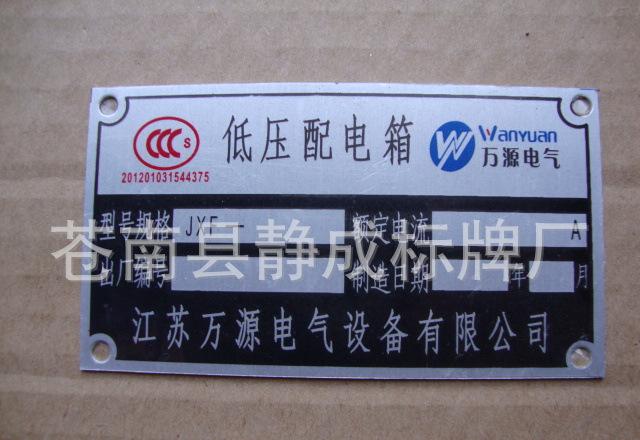 CCC S
201201031544375
低压配电箱
Wanyuan
万源电气
型号规格 JXF — 额定电流 A
出厂编号 制造日期 年 月
江苏万源电气设备有限公司
苍南县静成标牌厂